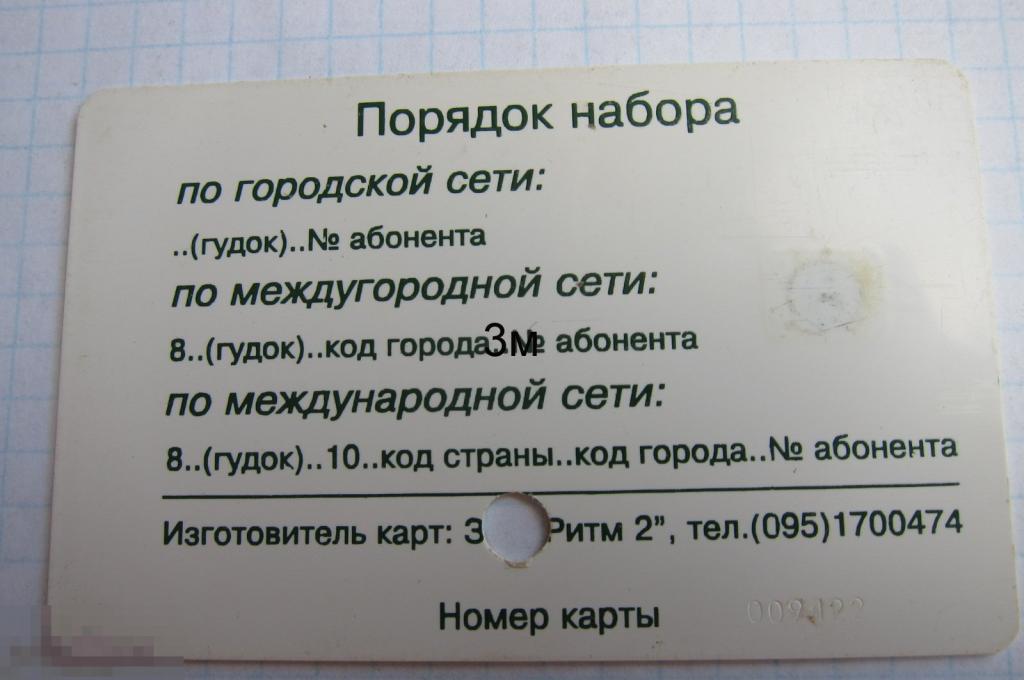 Порядок набора
по городской сети:
..(гудок)..№ абонента
по междугородной сети:
8..(гудок)..код города..№ абонента
3м
по международной сети:
8..(гудок)..10..код страны..код города..№ абонента
Изготовитель карт: З Ритм 2”, тел.(095)1700474
Номер карты